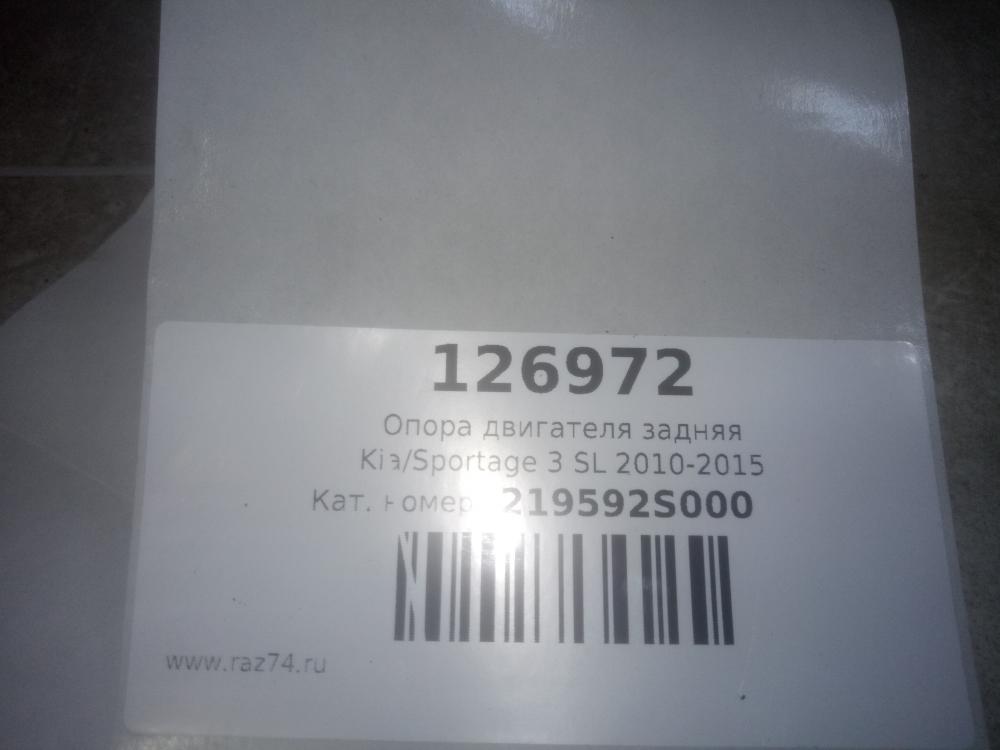 126972
Опора двигателя задняя
Kia/Sportage 3 SL 2010-2015
Кат. номер 219592S000
www.raz74.ru